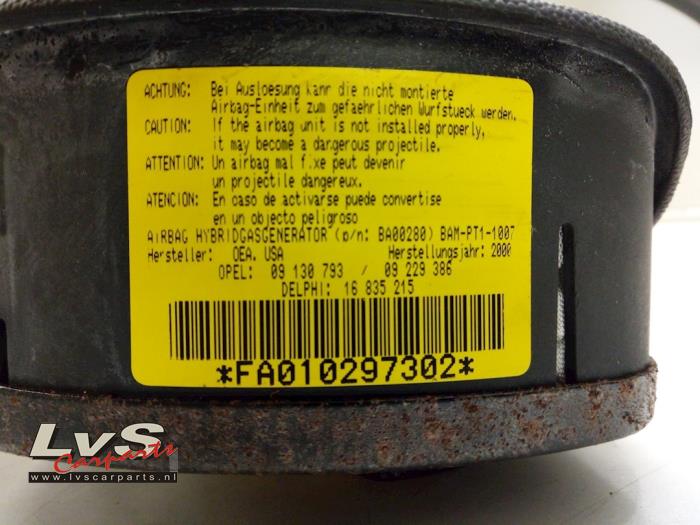 ACHTUNG: Bei Ausloesung kann die nicht montierte
Airbag-Einheit zum gefaehrlichen Wurfstueck werden.
CAUTION: If the airbag unit is not installed properly,
it may become a dangerous projectile.
ATTENTION: Un airbag mal fixe peut devenir
un projectile dangereux.
ATENCION: En caso de activarse puede convertise
en un objecto peligroso
AIRBAG HYBRIDGASGENERATOR (p/n: BA00280) BAM-PT1-1007
Hersteller: OEA, USA Herstellungsjahr: 2000
OPEL: 09 130 793 / 09 229 386
DELPHI: 16 835 215
*FA010297302*
LvS
Carparts
www.lvscarparts.nl